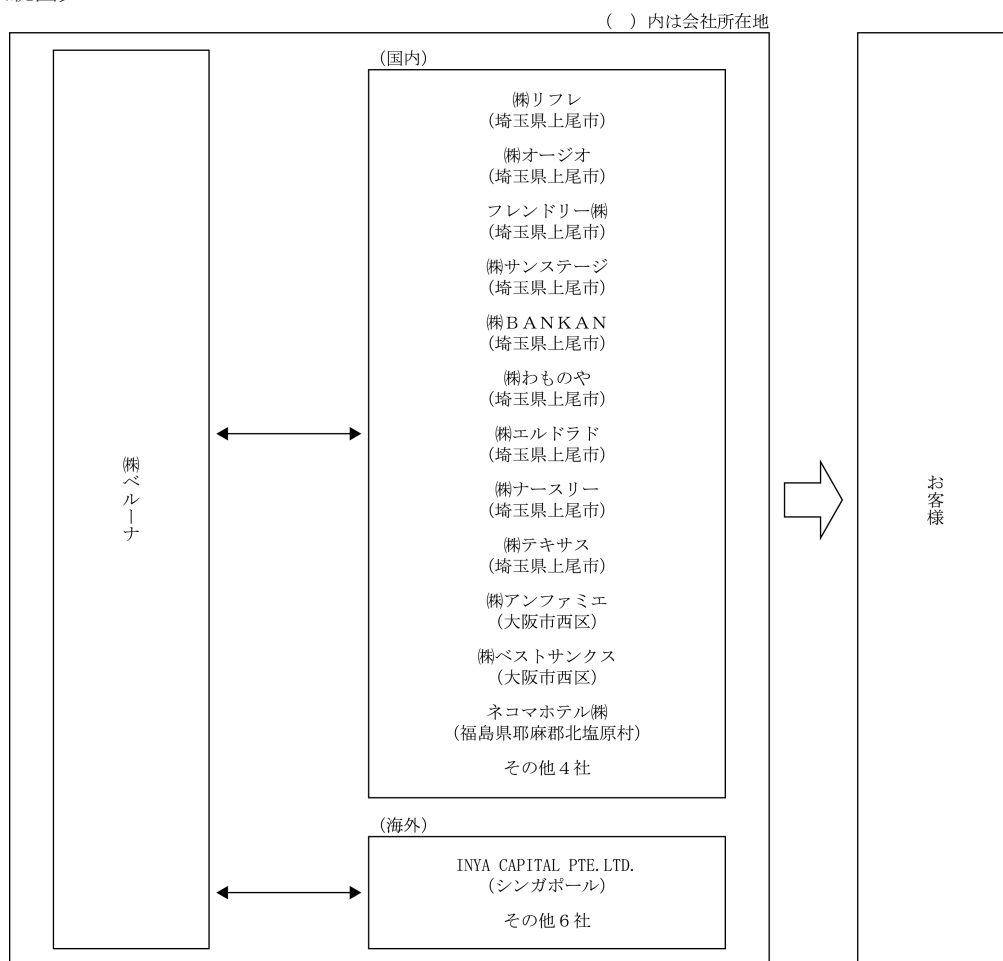 （　）内は会社所在地
㈱ベルーナ
（国内）
㈱リフレ
（埼玉県上尾市）
㈱オージオ
（埼玉県上尾市）
フレンドリー㈱
（埼玉県上尾市）
㈱サンステージ
（埼玉県上尾市）
㈱ＢＡＮＫＡＮ
（埼玉県上尾市）
㈱わものや
（埼玉県上尾市）
㈱エルドラド
（埼玉県上尾市）
㈱ナースリー
（埼玉県上尾市）
㈱テキサス
（埼玉県上尾市）
㈱アンファミエ
（大阪市西区）
㈱ベストサンクス
（大阪市西区）
ネコマホテル㈱
（福島県耶麻郡北塩原村）
その他４社
（海外）
INYA CAPITAL PTE.LTD.
（シンガポール）
その他６社
お客様